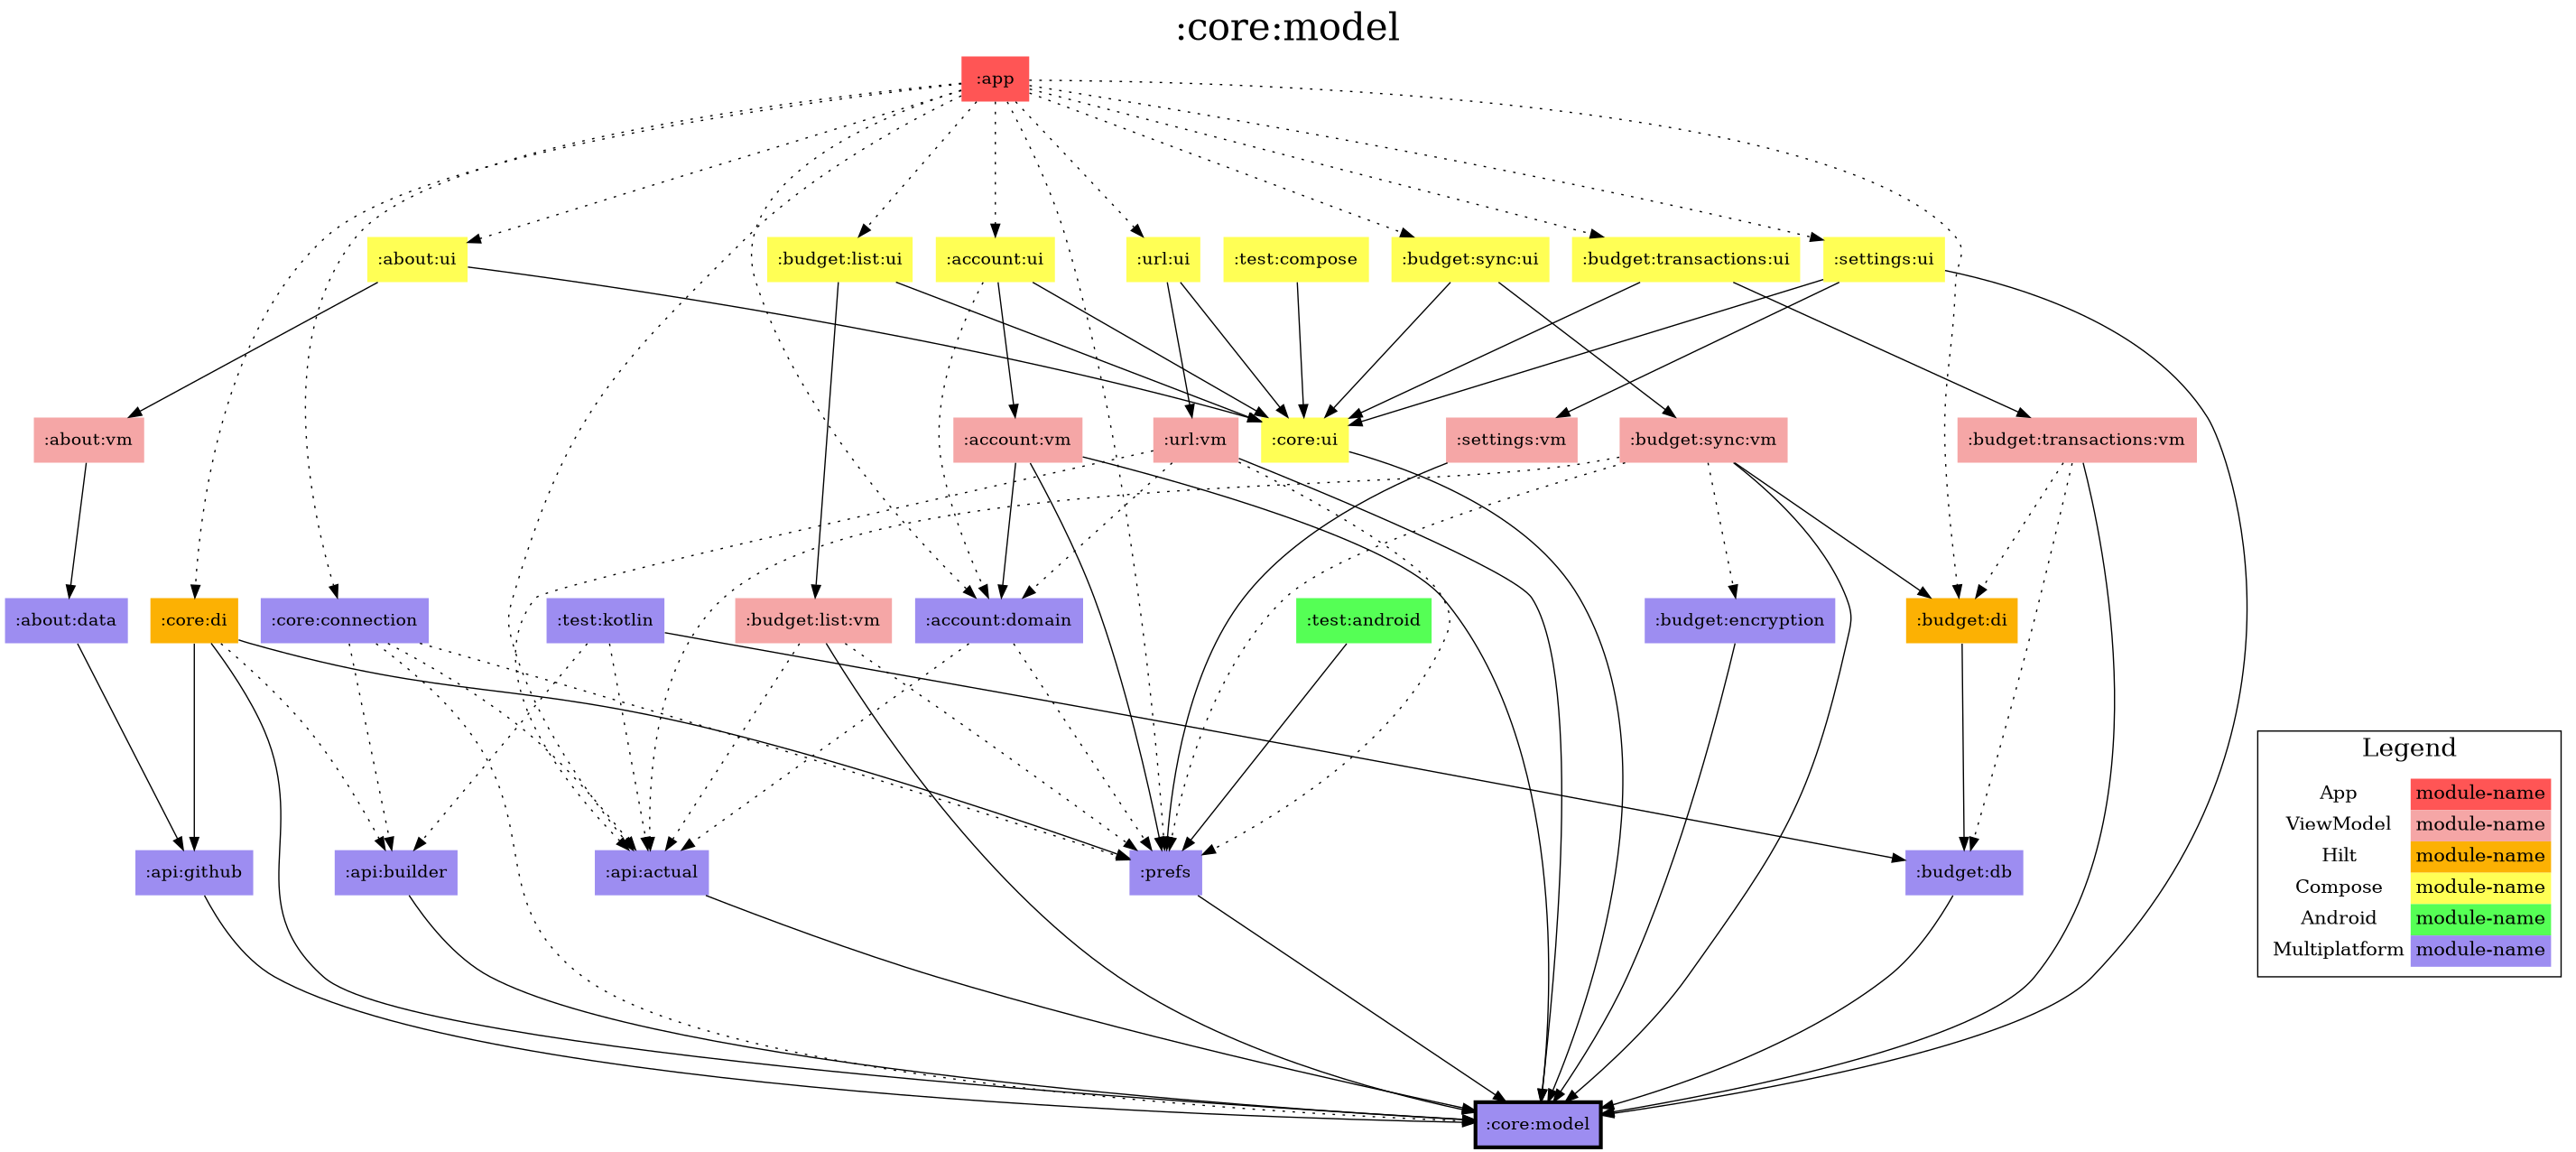 :core:model
:app
:about:ui
:budget:list:ui
:account:ui
:url:ui
:test:compose
:budget:sync:ui
:budget:transactions:ui
:settings:ui
:about:vm
:account:vm
:url:vm
:core:ui
:settings:vm
:budget:sync:vm
:budget:transactions:vm
:about:data
:core:di
:core:connection
:test:kotlin
:budget:list:vm
:account:domain
:test:android
:budget:encryption
:budget:di
:api:github
:api:builder
:api:actual
:prefs
:budget:db
:core:model
Legend
App module-name
ViewModel module-name
Hilt module-name
Compose module-name
Android module-name
Multiplatform module-name